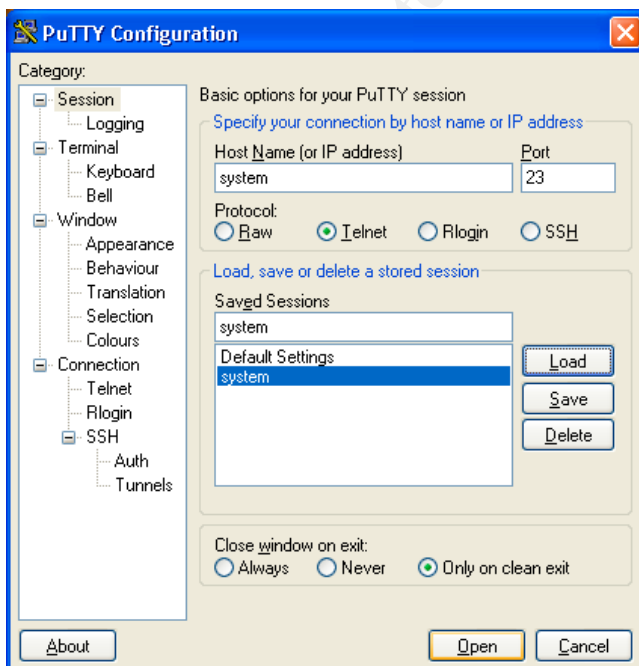 PuTTY Configuration
Category:
Session
Logging
Terminal
Keyboard
Bell
Window
Appearance
Behaviour
Translation
Selection
Colours
Connection
Telnet
Rlogin
SSH
Auth
Tunnels
Basic options for your PuTTY session
Specify your connection by host name or IP address
Host Name (or IP address) Port
system 23
Protocol:
Raw Telnet Rlogin SSH
Load, save or delete a stored session
Saved Sessions
system
Default Settings
system
Load
Save
Delete
Close window on exit:
Always Never Only on clean exit
About Open Cancel